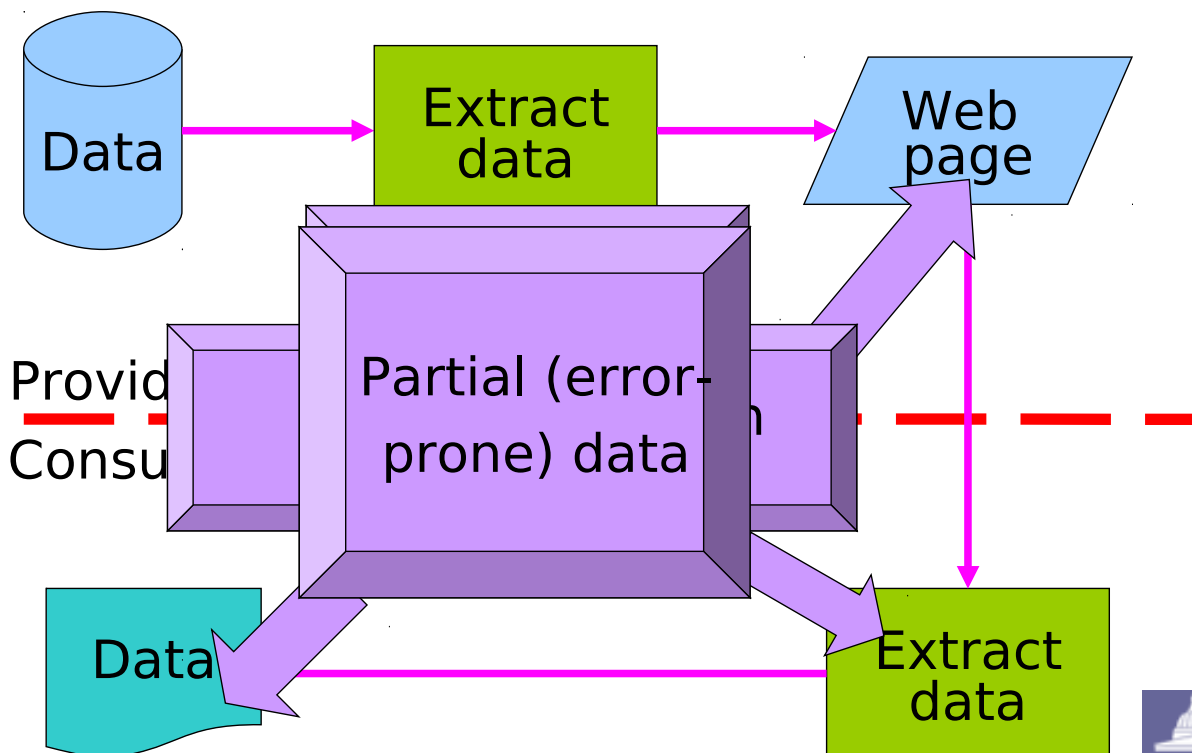 Data
Extract
data
Web
page
Provid
Partial (error-
prone) data
Consu
Data
Extract
data